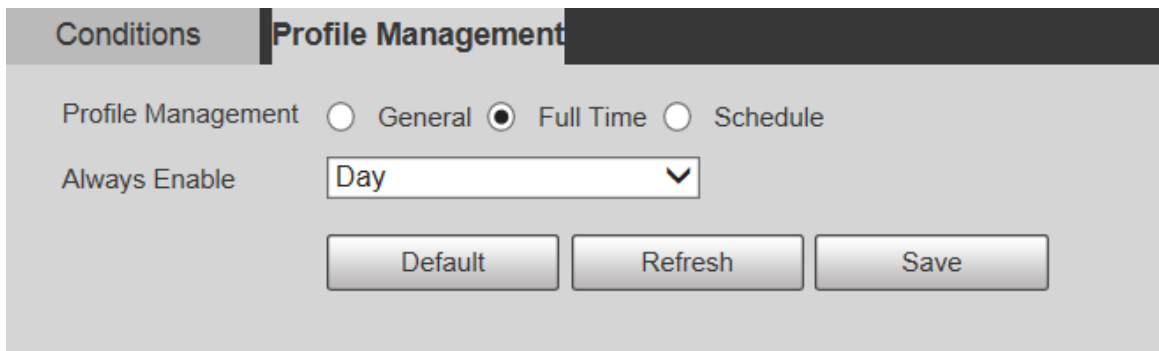 Conditions Profile Management
Profile Management General Full Time Schedule
Always Enable Day
Default Refresh Save